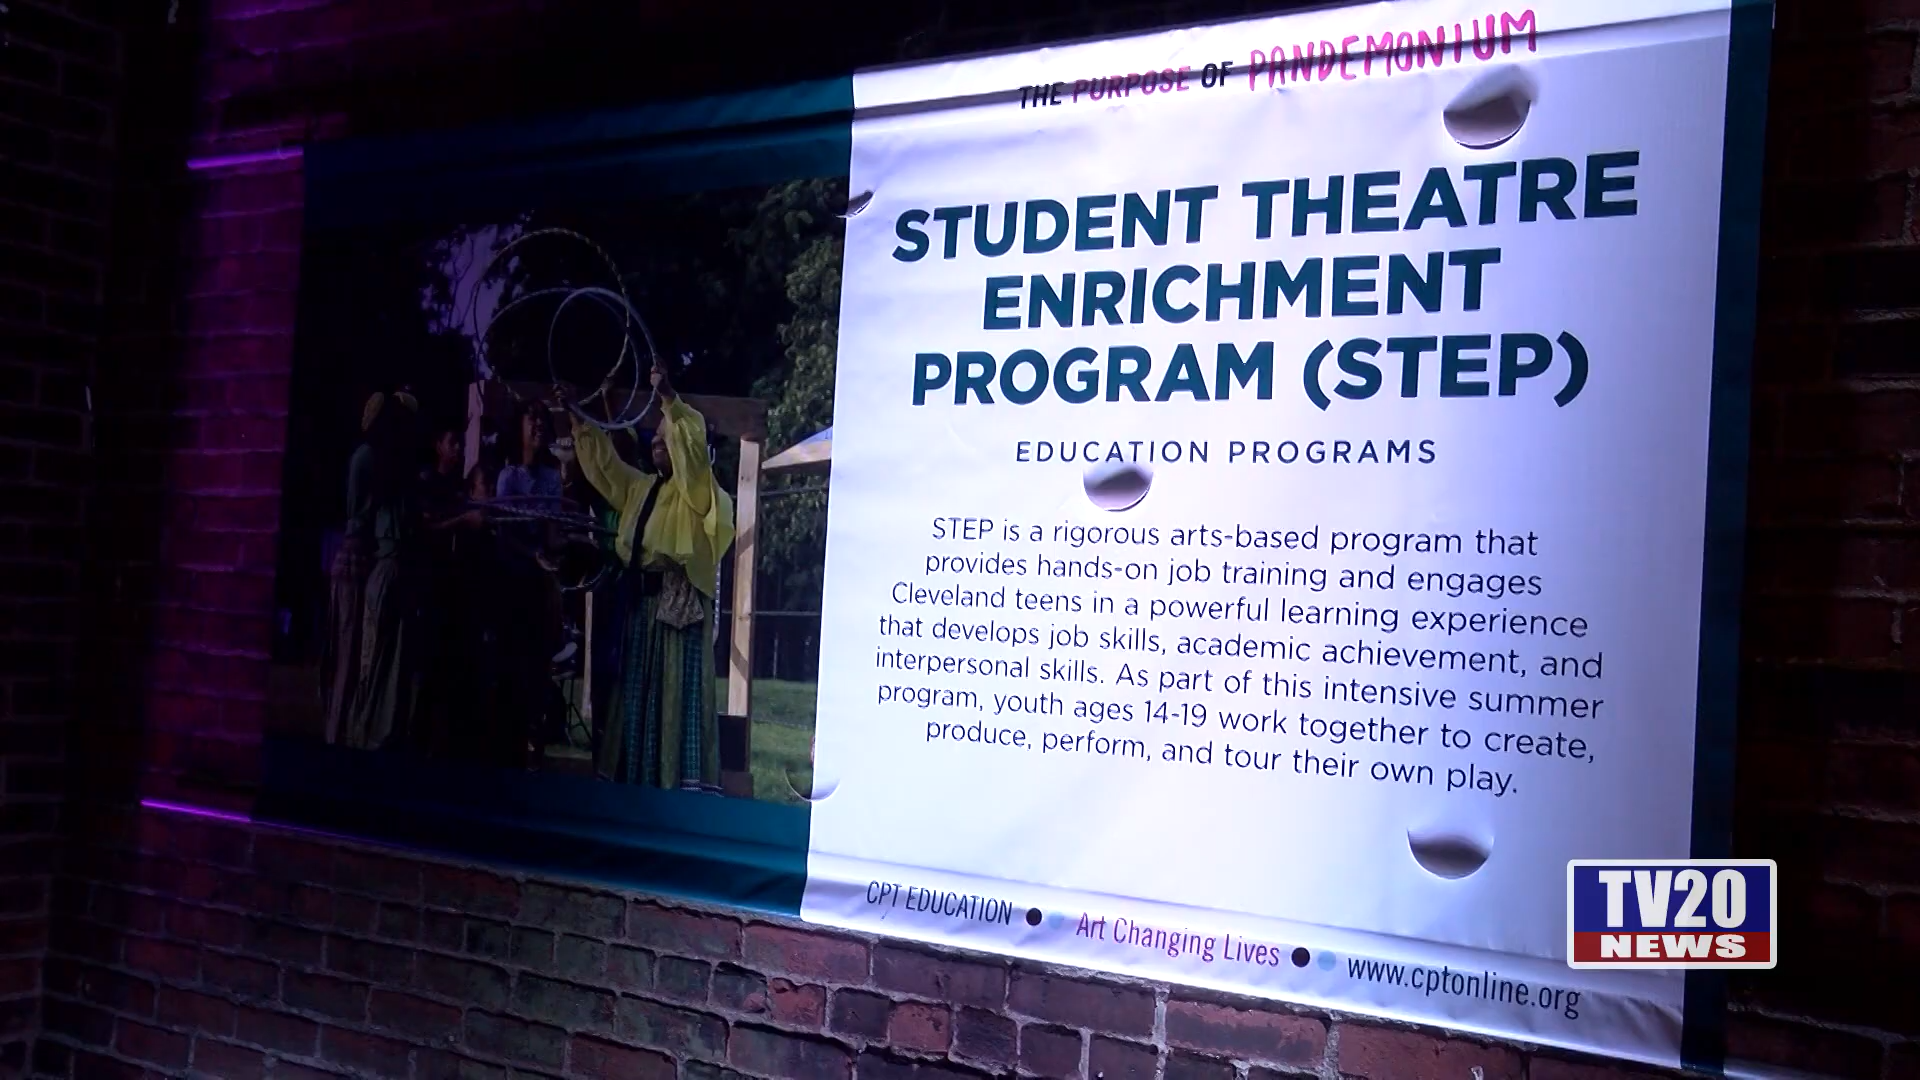 THE PURPOSE OF PANDEMONIUM
STUDENT THEATRE
ENRICHMENT
PROGRAM (STEP)
EDUCATION PROGRAMS
STEP is a rigorous arts-based program that
provides hands-on job training and engages
Cleveland teens in a powerful learning experience
that develops job skills, academic achievement, and
interpersonal skills. As part of this intensive summer
program, youth ages 14-19 work together to create,
produce, perform, and tour their own play.
CPT EDUCATION ● ● Art Changing Lives ● ● www.cptonline.org
TV20
NEWS